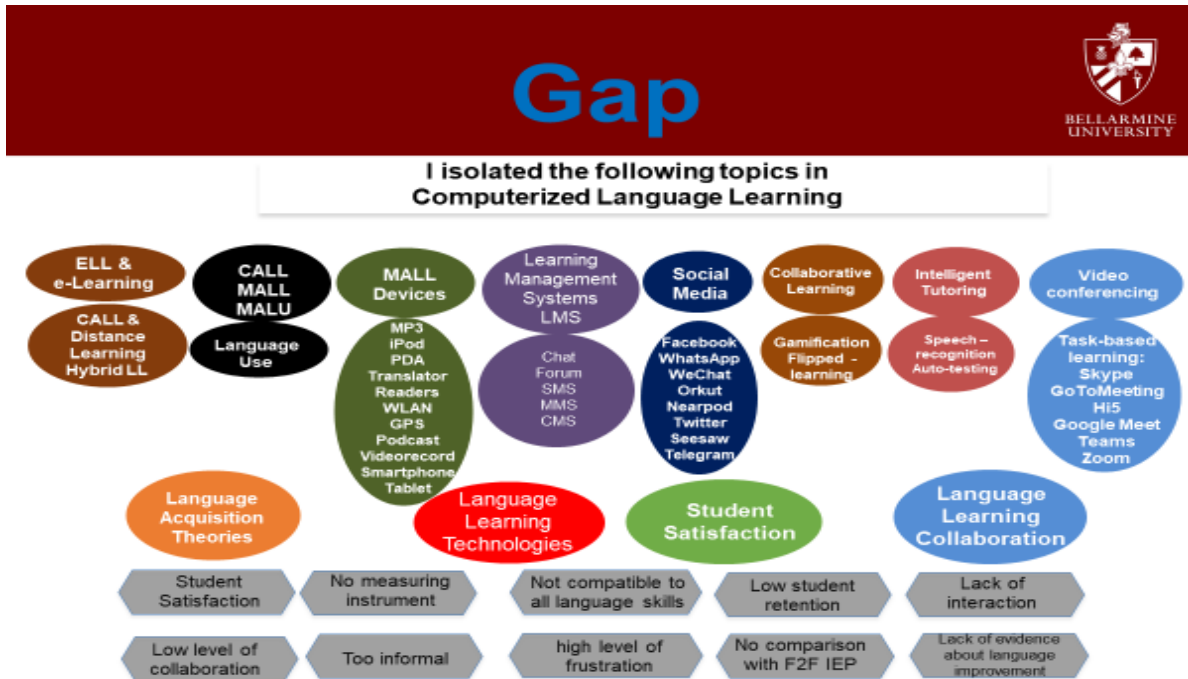 Gap
BELLARMINE
UNIVERSITY
I isolated the following topics in
Computerized Language Learning
ELL &
e-Learning
CALL &
Distance
Learning
Hybrid LL
CALL
MALL
MALU
Language
Use
MALL
Devices
MP3
iPod
PDA
Translator
Readers
WLAN
GPS
Podcast
Videorecord
Smartphone
Tablet
Learning
Management
Systems
LMS
Chat
Forum
SMS
MMS
CMS
Social
Media
Facebook
WhatsApp
WeChat
Orkut
Nearpod
Twitter
Seesaw
Telegram
Collaborative
Learning
Gamification
Flipped -
learning
Intelligent
Tutoring
Speech –
recognition
Auto-testing
Video
conferencing
Task-based
learning:
Skype
GoToMeeting
Hi5
Google Meet
Teams
Zoom
Language
Acquisition
Theories
Language
Learning
Technologies
Student
Satisfaction
Language
Learning
Collaboration
Student
Satisfaction
No measuring
instrument
Not compatible to
all language skills
Low student
retention
Lack of
interaction
Low level of
collaboration
Too informal
high level of
frustration
No comparison
with F2F IEP
Lack of evidence
about language
improvement